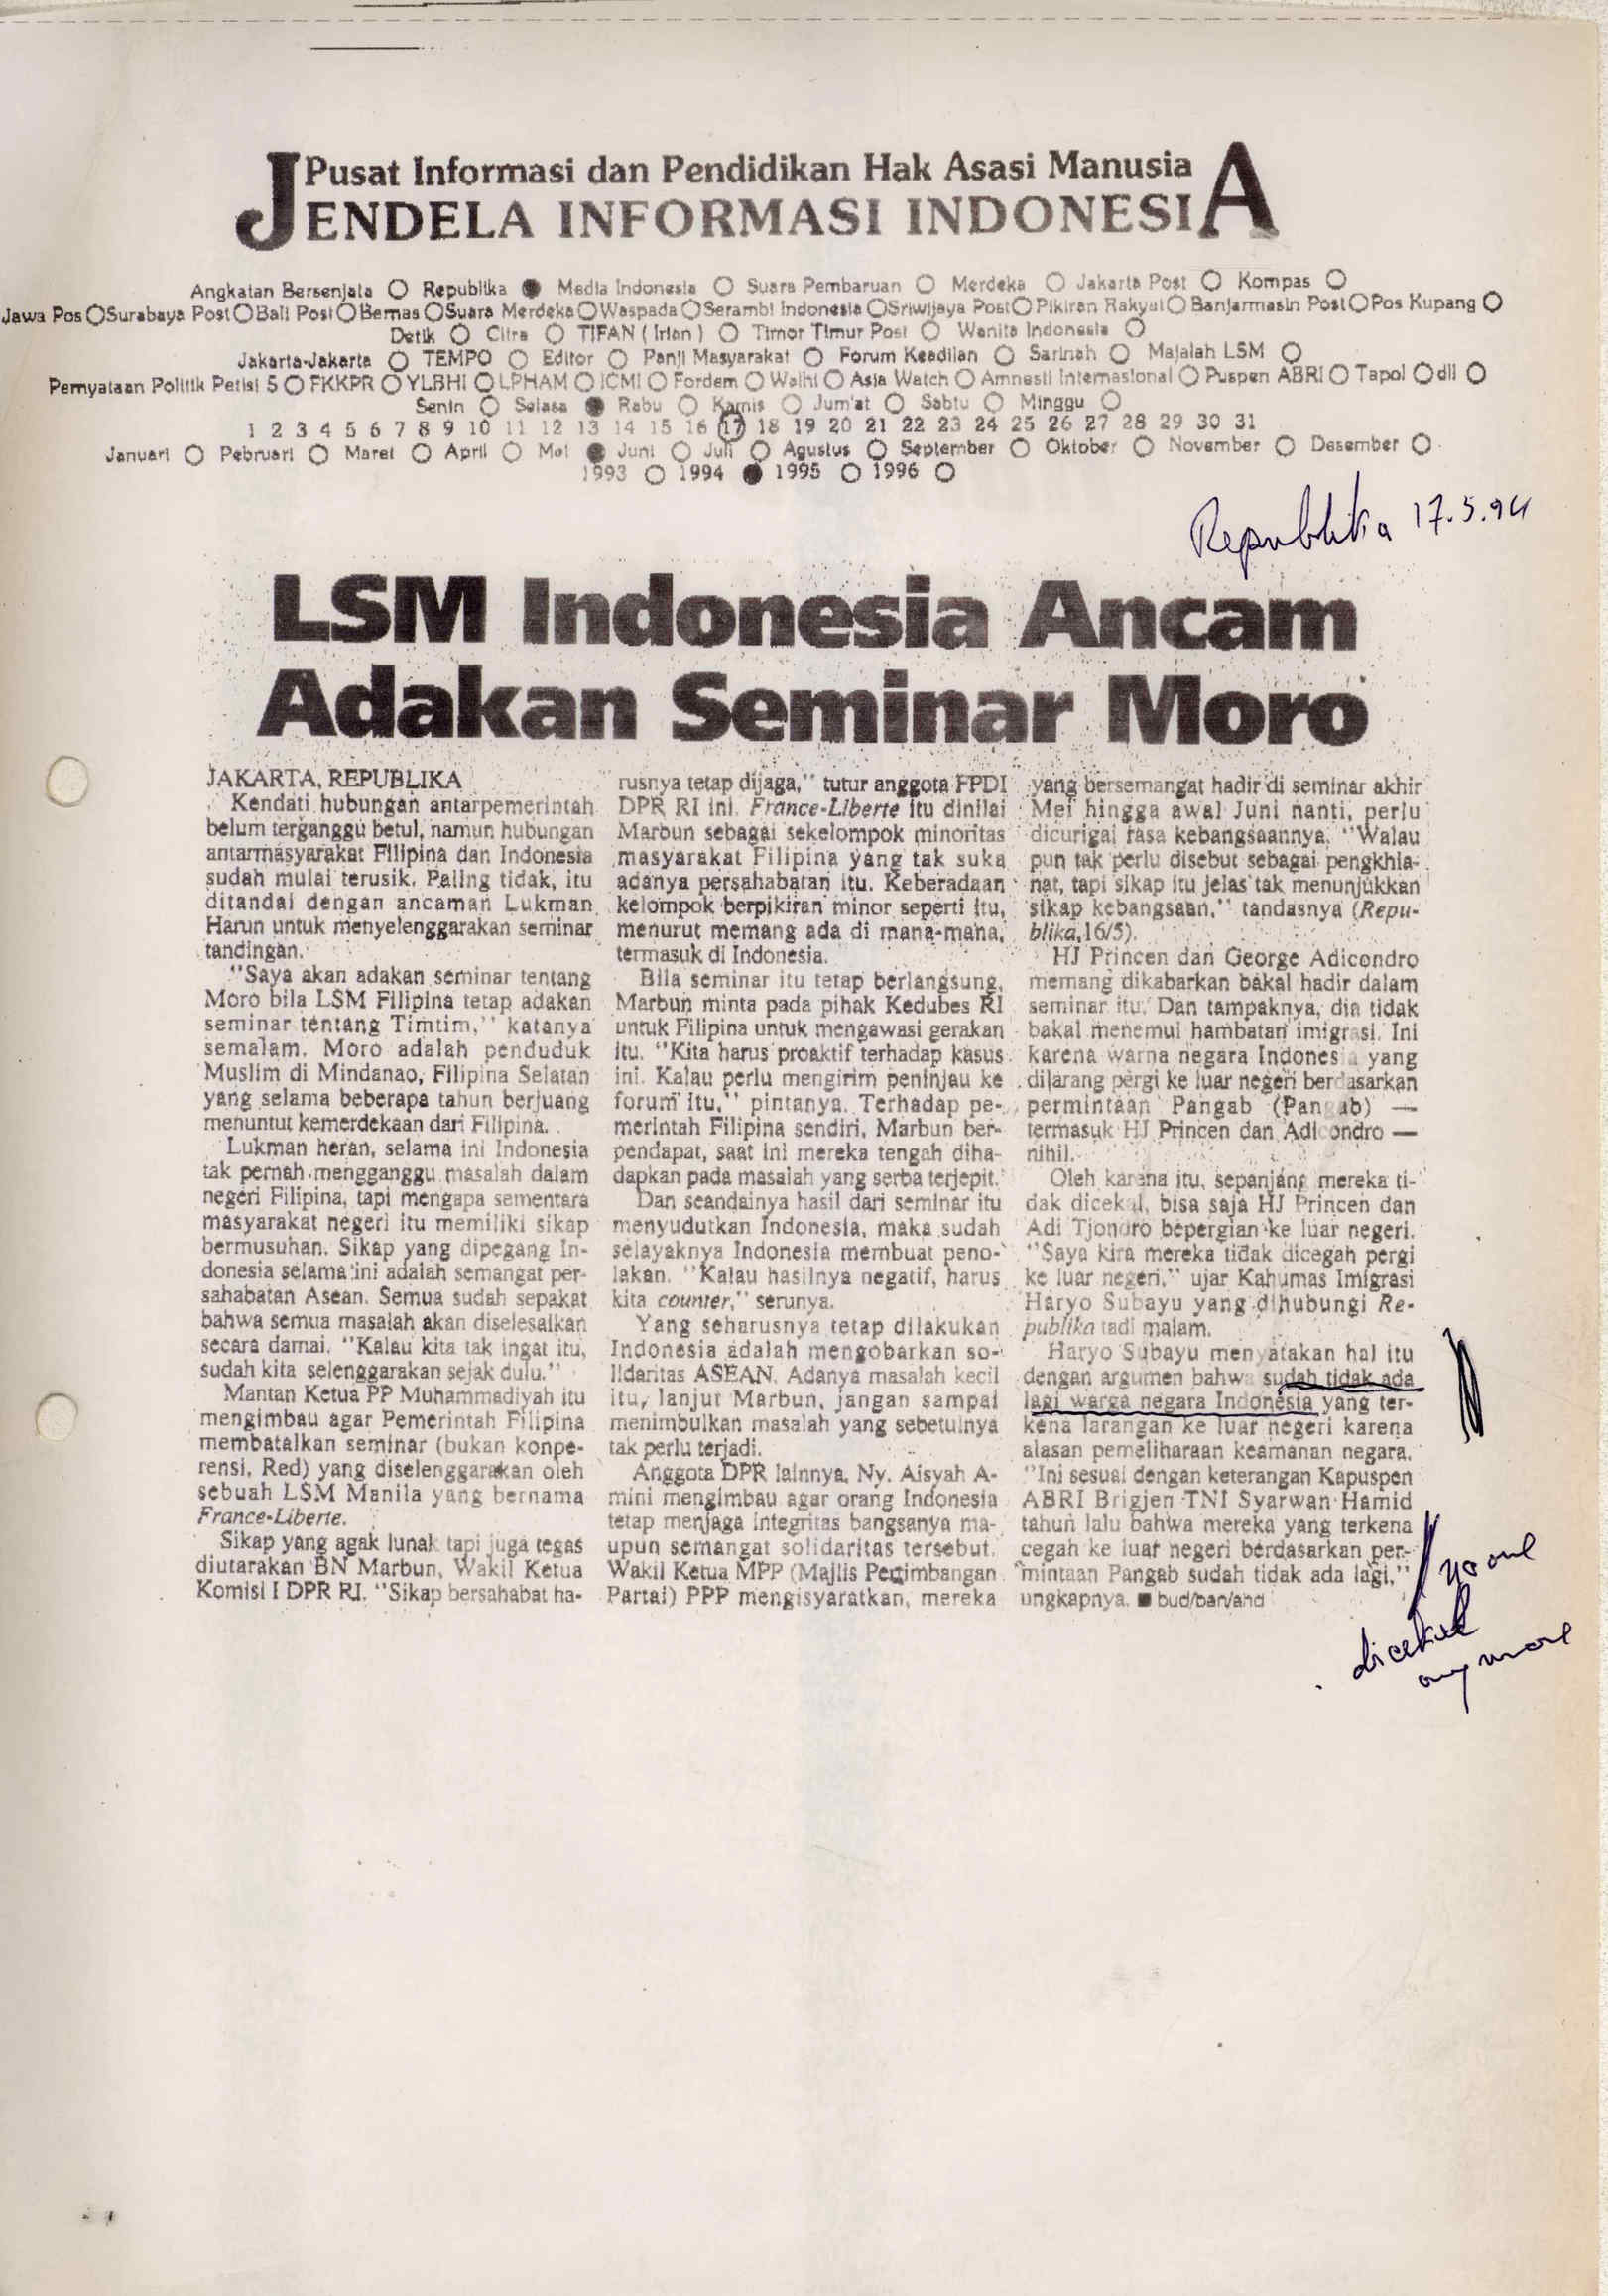 Pusat Informasi dan Pendidikan Hak Asasi Manusia
JENDELA INFORMASI INDONESIA
Angkatan Bersenjata ○ Republika ● Media Indonesia ○ Suara Pembaruan ○ Merdeka ○ Jakarta Post ○ Kompas ○
Jawa Pos ○ Surabaya Post ○ Bali Post ○ Bernas ○ Suara Merdeka ○ Waspada ○ Serambi Indonesia ○ Sriwijaya Post ○ Pikiran Rakyat ○ Banjarmasin Post ○ Pos Kupang ○
Detik ○ Citra ○ TIFAN ( Irian ) ○ Timor Timur Post ○ Wanita Indonesia ○
Jakarta-Jakarta ○ TEMPO ○ Editor ○ Panji Masyarakat ○ Forum Keadilan ○ Sarinah ○ Majalah LSM ○
Pernyataan Politik Petisi 5 ○ FKKPR ○ YLBHI ○ LPHAM ○ ICMI ○ Fordem ○ Walhi ○ Asia Watch ○ Amnesti Internasional ○ Puspen ABRI ○ Tapol ○ dll ○
Senin ○ Selasa ● Rabu ○ Kamis ○ Jum'at ○ Sabtu ○ Minggu ○
1 2 3 4 5 6 7 8 9 10 11 12 13 14 15 16 17 18 19 20 21 22 23 24 25 26 27 28 29 30 31
Januari ○ Pebruari ○ Maret ○ April ○ Mei ● Juni ○ Juli ○ Agustus ○ September ○ Oktober ○ November ○ Desember ○
1993 ○ 1994 ● 1995 ○ 1996 ○
Republika 17.5.94
LSM Indonesia Ancam
Adakan Seminar Moro
JAKARTA, REPUBLIKA
Kendati hubungan antarpemerintah
belum terganggu betul, namun hubungan
antarmasyarakat Filipina dan Indonesia
sudah mulai terusik. Paling tidak, itu
ditandai dengan ancaman Lukman
Harun untuk menyelenggarakan seminar
tandingan.
"Saya akan adakan seminar tentang
Moro bila LSM Filipina tetap adakan
seminar tentang Timtim," katanya
semalam. Moro adalah penduduk
Muslim di Mindanao, Filipina Selatan
yang selama beberapa tahun berjuang
menuntut kemerdekaan dari Filipina.
Lukman heran, selama ini Indonesia
tak pernah mengganggu masalah dalam
negeri Filipina, tapi mengapa sementara
masyarakat negeri itu memiliki sikap
bermusuhan. Sikap yang dipegang In-
donesia selama ini adalah semangat per-
sahabatan Asean. Semua sudah sepakat
bahwa semua masalah akan diselesaikan
secara damai. "Kalau kita tak ingat itu,
sudah kita selenggarakan sejak dulu."
Mantan Ketua PP Muhammadiyah itu
mengimbau agar Pemerintah Filipina
membatalkan seminar (bukan konpe-
rensi, Red) yang diselenggarakan oleh
sebuah LSM Manila yang bernama
France-Liberte.
Sikap yang agak lunak tapi juga tegas
diutarakan BN Marbun, Wakil Ketua
Komisi I DPR RI. "Sikap bersahabat ha-
rusnya tetap dijaga," tutur anggota FPDI
DPR RI ini. France-Liberte itu dinilai
Marbun sebagai sekelompok minoritas
masyarakat Filipina yang tak suka
adanya persahabatan itu. Keberadaan
kelompok berpikiran minor seperti itu,
menurut memang ada di mana-mana,
termasuk di Indonesia.
Bila seminar itu tetap berlangsung,
Marbun minta pada pihak Kedubes RI
untuk Filipina untuk mengawasi gerakan
itu. "Kita harus proaktif terhadap kasus
ini. Kalau perlu mengirim peninjau ke
forum itu," pintanya. Terhadap pe-
merintah Filipina sendiri, Marbun ber-
pendapat, saat ini mereka tengah diha-
dapkan pada masalah yang serba terjepit.
Dan seandainya hasil dari seminar itu
menyudutkan Indonesia, maka sudah
selayaknya Indonesia membuat peno-
lakan. "Kalau hasilnya negatif, harus
kita counter," serunya.
Yang seharusnya tetap dilakukan
Indonesia adalah mengobarkan so-
lidaritas ASEAN. Adanya masalah kecil
itu, lanjut Marbun, jangan sampai
menimbulkan masalah yang sebetulnya
tak perlu terjadi.
Anggota DPR lainnya, Ny. Aisyah A-
mini mengimbau agar orang Indonesia
tetap menjaga integritas bangsanya ma-
upun semangat solidaritas tersebut.
Wakil Ketua MPP (Majlis Pertimbangan
Partai) PPP mengisyaratkan, mereka
yang bersemangat hadir di seminar akhir
Mei hingga awal Juni nanti, perlu
dicurigai rasa kebangsaannya. "Walau
pun tak perlu disebut sebagai pengkhia-
nat, tapi sikap itu jelas tak menunjukkan
sikap kebangsaan," tandasnya (Repu-
blika,16/5).
HJ Princen dan George Adicondro
memang dikabarkan bakal hadir dalam
seminar itu. Dan tampaknya, dia tidak
bakal menemui hambatan imigrasi. Ini
karena warna negara Indonesia yang
dilarang pergi ke luar negeri berdasarkan
permintaan Pangab (Pangab) —
termasuk HJ Princen dan Adicondro —
nihil.
Oleh karena itu, sepanjang mereka ti-
dak dicekal, bisa saja HJ Princen dan
Adi Tjondro bepergian ke luar negeri.
"Saya kira mereka tidak dicegah pergi
ke luar negeri," ujar Kahumas Imigrasi
Haryo Subayu yang dihubungi Re-
publika tadi malam.
Haryo Subayu menyatakan hal itu
dengan argumen bahwa sudah tidak ada
lagi warga negara Indonesia yang ter-
kena larangan ke luar negeri karena
alasan pemeliharaan keamanan negara.
"Ini sesuai dengan keterangan Kapuspen
ABRI Brigjen TNI Syarwan Hamid
tahun lalu bahwa mereka yang terkena
cegah ke luar negeri berdasarkan per-
mintaan Pangab sudah tidak ada lagi,"
ungkapnya. ■ bud/ban/and
no one
dicekal
anymore